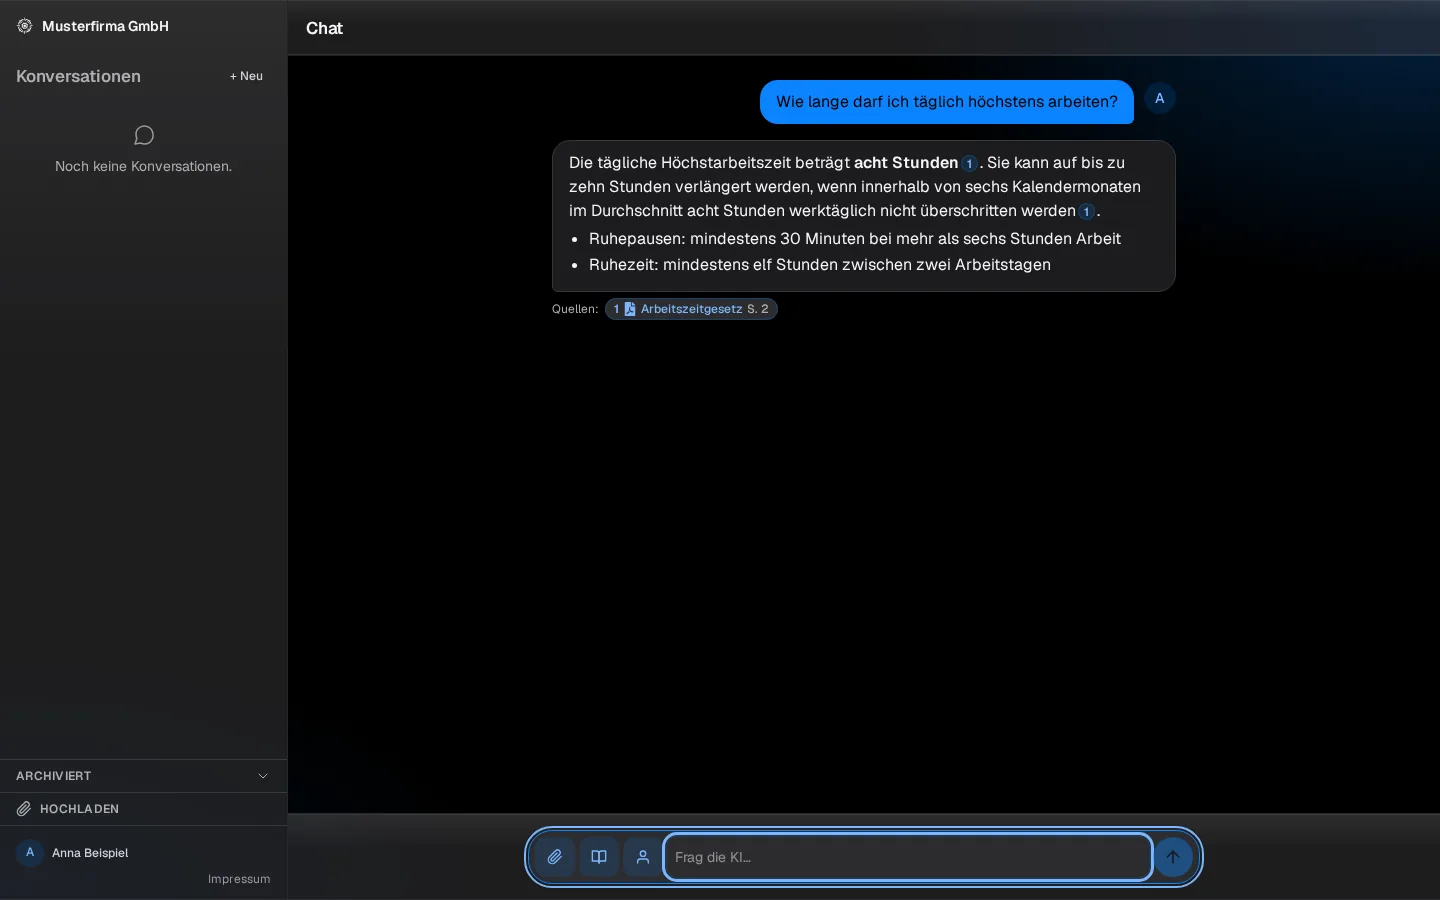 Musterfirma GmbH
Konversationen
+ Neu
Noch keine Konversationen.
ARCHIVIERT
HOCHLADEN
A
Anna Beispiel
Impressum
Chat
Wie lange darf ich täglich höchstens arbeiten?
A
Die tägliche Höchstarbeitszeit beträgt acht Stunden 1. Sie kann auf bis zu
zehn Stunden verlängert werden, wenn innerhalb von sechs Kalendermonaten
im Durchschnitt acht Stunden werktäglich nicht überschritten werden 1.
• Ruhepausen: mindestens 30 Minuten bei mehr als sechs Stunden Arbeit
• Ruhezeit: mindestens elf Stunden zwischen zwei Arbeitstagen
Quellen: 1 Arbeitszeitgesetz S. 2
Frag die KI...